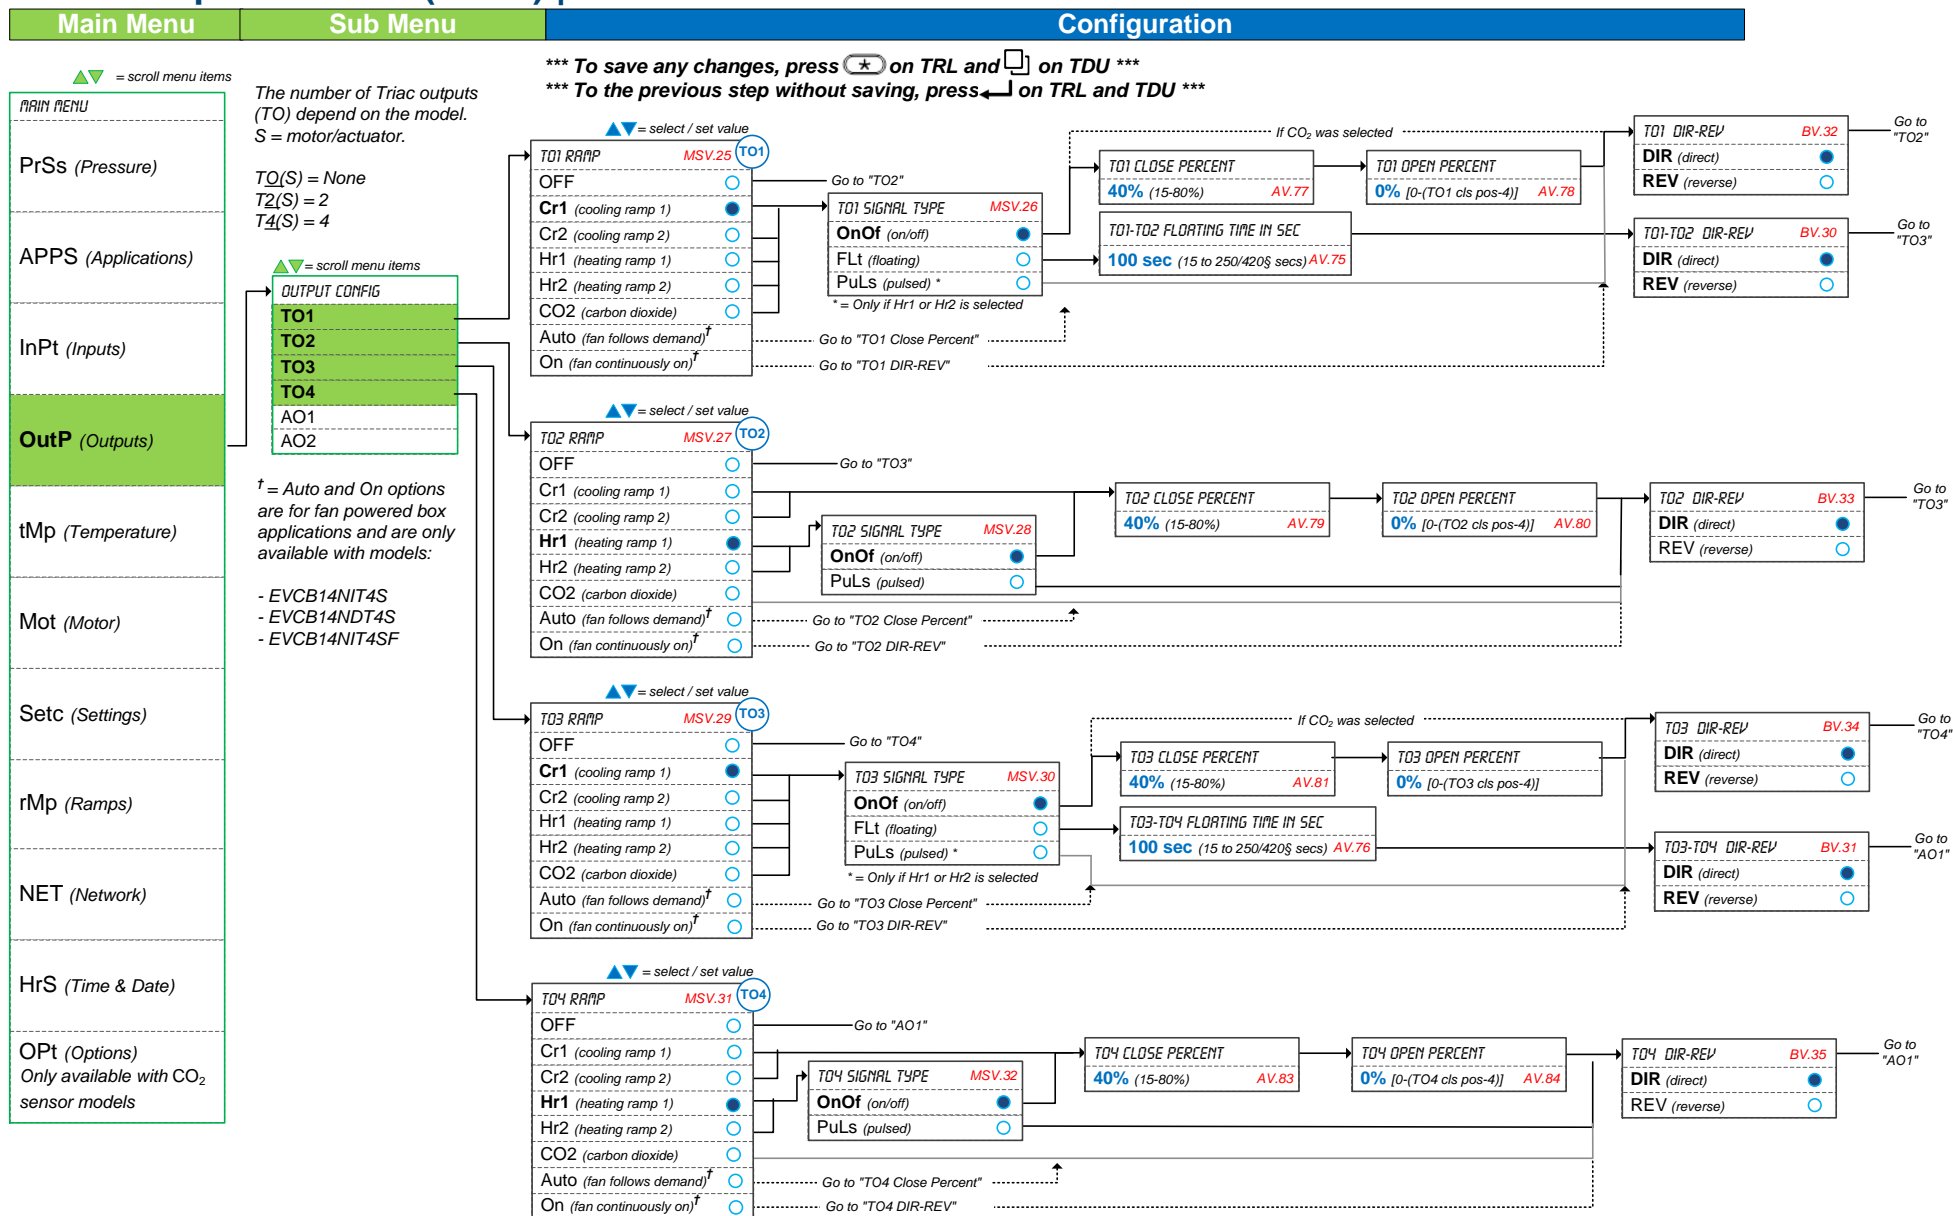 Main Menu
Sub Menu
Configuration
= scroll menu items
MAIN MENU
PrSs (Pressure)
APPS (Applications)
InPt (Inputs)
OutP (Outputs)
tMp (Temperature)
Mot (Motor)
Setc (Settings)
rMp (Ramps)
NET (Network)
HrS (Time & Date)
OPt (Options)
Only available with CO2
sensor models
The number of Triac outputs
(TO) depend on the model.
S = motor/actuator.
TO(S) = None
T2(S) = 2
T4(S) = 4
= scroll menu items
OUTPUT CONFIG
TO1
TO2
TO3
TO4
AO1
AO2
† = Auto and On options
are for fan powered box
applications and are only
available with models:
- EVCB14NIT4S
- EVCB14NDT4S
- EVCB14NIT4SF
*** To save any changes, press * on TRL and on TDU ***
*** To the previous step without saving, press on TRL and TDU ***
= select / set value
TO1 RAMP MSV.25 TO1
OFF
Cr1 (cooling ramp 1)
Cr2 (cooling ramp 2)
Hr1 (heating ramp 1)
Hr2 (heating ramp 2)
CO2 (carbon dioxide)
Auto (fan follows demand)†
On (fan continuously on)†
Go to "TO2"
TO1 SIGNAL TYPE MSV.26
OnOf (on/off)
FLt (floating)
PuLs (pulsed) *
* = Only if Hr1 or Hr2 is selected
Go to "TO1 Close Percent"
Go to "TO1 DIR-REV"
If CO2 was selected
TO1 CLOSE PERCENT
40% (15-80%) AV.77
TO1 OPEN PERCENT
0% [0-(TO1 cls pos-4)] AV.78
TO1-TO2 FLOATING TIME IN SEC
100 sec (15 to 250/420§ secs) AV.75
TO1 DIR-REV BV.32
DIR (direct)
REV (reverse)
Go to
"TO2"
TO1-TO2 DIR-REV BV.30
DIR (direct)
REV (reverse)
Go to
"TO3"
= select / set value
TO2 RAMP MSV.27 TO2
OFF
Cr1 (cooling ramp 1)
Cr2 (cooling ramp 2)
Hr1 (heating ramp 1)
Hr2 (heating ramp 2)
CO2 (carbon dioxide)
Auto (fan follows demand)†
On (fan continuously on)†
Go to "TO3"
TO2 SIGNAL TYPE MSV.28
OnOf (on/off)
PuLs (pulsed)
Go to "TO2 Close Percent"
Go to "TO2 DIR-REV"
TO2 CLOSE PERCENT
40% (15-80%) AV.79
TO2 OPEN PERCENT
0% [0-(TO2 cls pos-4)] AV.80
TO2 DIR-REV BV.33
DIR (direct)
REV (reverse)
Go to
"TO3"
= select / set value
TO3 RAMP MSV.29 TO3
OFF
Cr1 (cooling ramp 1)
Cr2 (cooling ramp 2)
Hr1 (heating ramp 1)
Hr2 (heating ramp 2)
CO2 (carbon dioxide)
Auto (fan follows demand)†
On (fan continuously on)†
Go to "TO4"
TO3 SIGNAL TYPE MSV.30
OnOf (on/off)
FLt (floating)
PuLs (pulsed) *
* = Only if Hr1 or Hr2 is selected
Go to "TO3 Close Percent"
Go to "TO3 DIR-REV"
If CO2 was selected
TO3 CLOSE PERCENT
40% (15-80%) AV.81
TO3 OPEN PERCENT
0% [0-(TO3 cls pos-4)]
TO3-TO4 FLOATING TIME IN SEC
100 sec (15 to 250/420§ secs) AV.76
TO3 DIR-REV BV.34
DIR (direct)
REV (reverse)
Go to
"TO4"
TO3-TO4 DIR-REV BV.31
DIR (direct)
REV (reverse)
Go to
"AO1"
= select / set value
TO4 RAMP MSV.31 TO4
OFF
Cr1 (cooling ramp 1)
Cr2 (cooling ramp 2)
Hr1 (heating ramp 1)
Hr2 (heating ramp 2)
CO2 (carbon dioxide)
Auto (fan follows demand)†
On (fan continuously on)†
Go to "AO1"
TO4 SIGNAL TYPE MSV.32
OnOf (on/off)
PuLs (pulsed)
Go to "TO4 Close Percent"
Go to "TO4 DIR-REV"
TO4 CLOSE PERCENT
40% (15-80%) AV.83
TO4 OPEN PERCENT
0% [0-(TO4 cls pos-4)] AV.84
TO4 DIR-REV BV.35
DIR (direct)
REV (reverse)
Go to
"AO1"